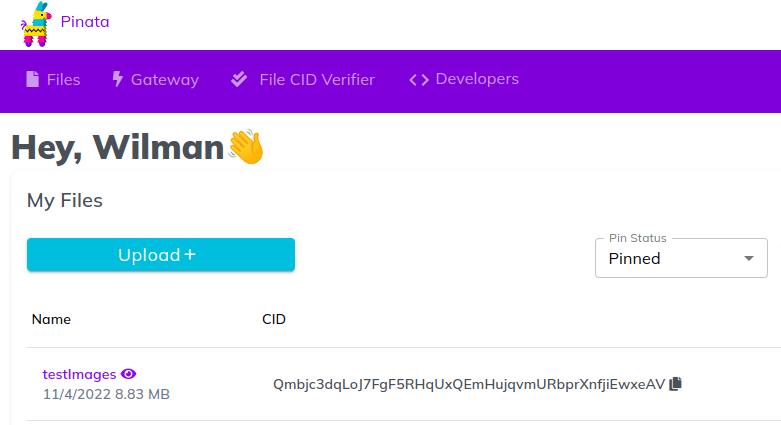 Pinata
Files Gateway File CID Verifier Developers
Hey, Wilman👋
My Files
Upload +
Pin Status
Pinned
Name CID
testImages
11/4/2022 8.83 MB
Qmbjc3dqLoJ7FgF5RHqUxQEmHujqvmURbprXnfjiEwxeAV